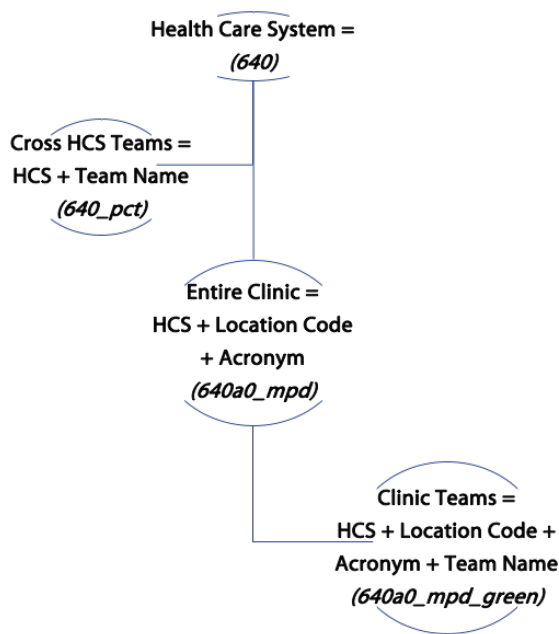 Health Care System =
(640)
Cross HCS Teams =
HCS + Team Name
(640_pct)
Entire Clinic =
HCS + Location Code
+ Acronym
(640a0_mpd)
Clinic Teams =
HCS + Location Code +
Acronym + Team Name
(640a0_mpd_green)